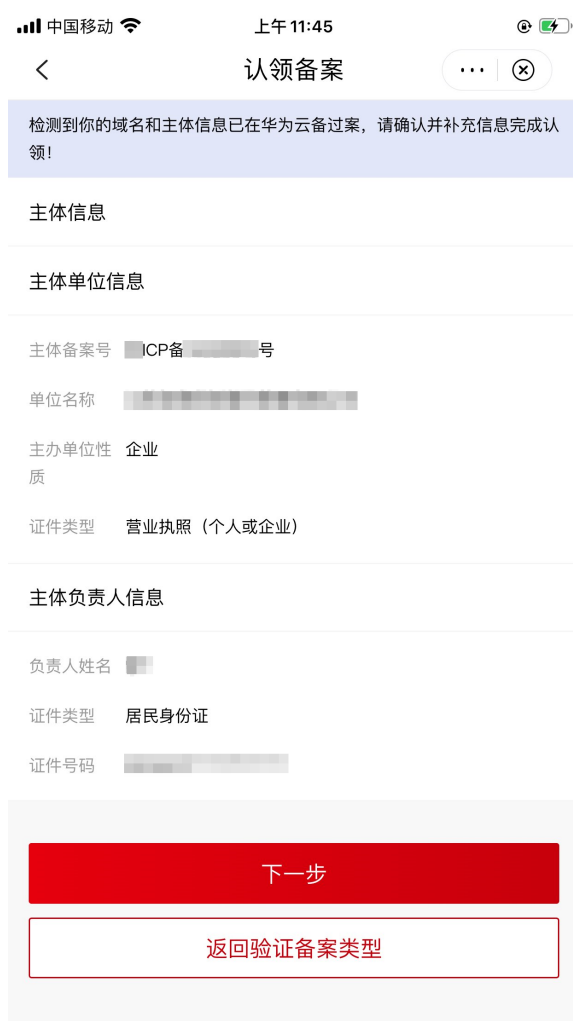 中国移动
上午11:45
认领备案
检测到你的域名和主体信息已在华为云备过案，请确认并补充信息完成认
领！
主体信息
主体单位信息
主体备案号 ICP备 号
单位名称
主办单位性 企业
质
证件类型 营业执照（个人或企业）
主体负责人信息
负责人姓名
证件类型 居民身份证
证件号码
下一步
返回验证备案类型